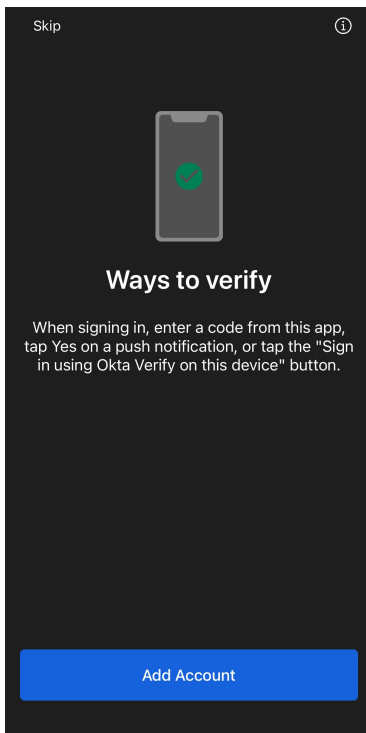 Skip
Ways to verify
When signing in, enter a code from this app,
tap Yes on a push notification, or tap the "Sign
in using Okta Verify on this device" button.
Add Account